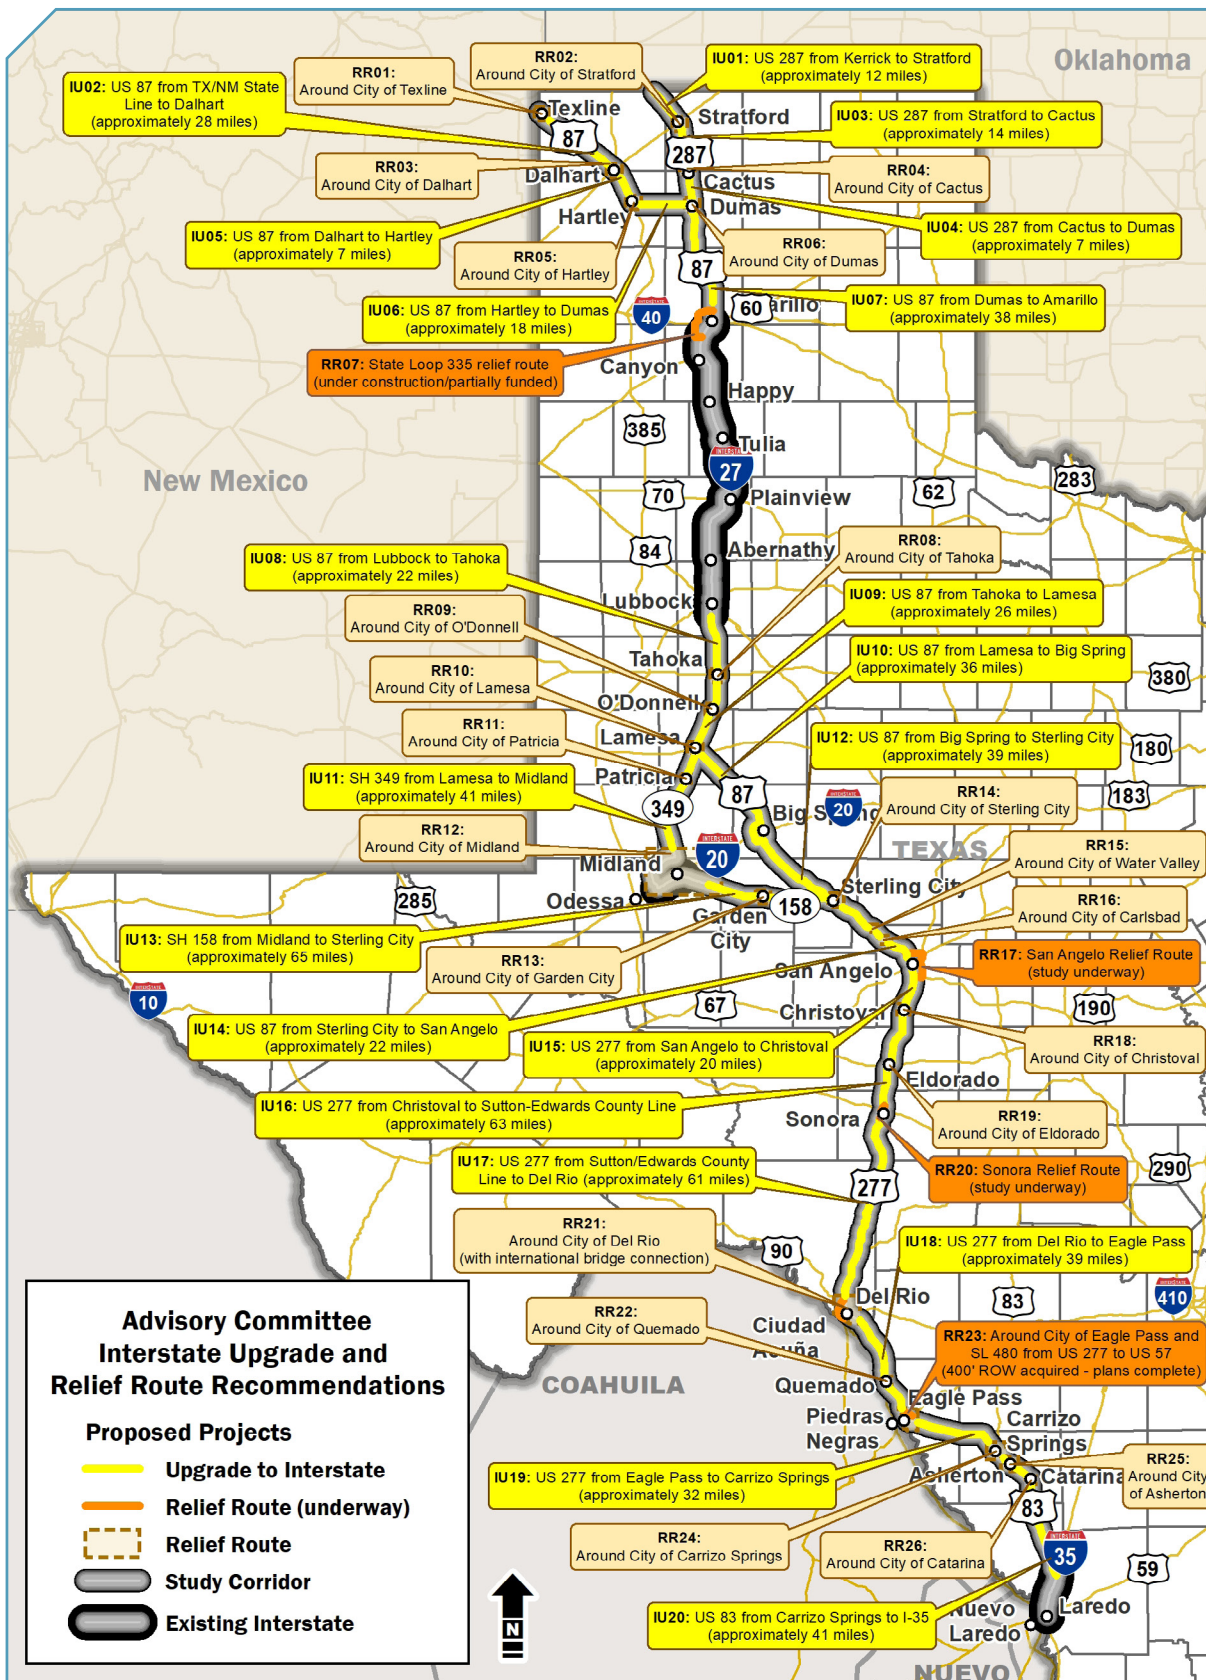 Oklahoma
RR02:
Around City of Stratford
IU01: US 287 from Kerrick to Stratford
(approximately 12 miles)
RR01:
Around City of Texline
IU02: US 87 from TX/NM State
Line to Dalhart
(approximately 28 miles)
Texline
Stratford
IU03: US 287 from Stratford to Cactus
(approximately 14 miles)
87
287
RR03:
Around City of Dalhart
Dalhart
Cactus
RR04:
Around City of Cactus
Hartley
Dumas
IU05: US 87 from Dalhart to Hartley
(approximately 7 miles)
IU04: US 287 from Cactus to Dumas
(approximately 7 miles)
RR05:
Around City of Hartley
RR06:
Around City of Dumas
87
IU06: US 87 from Hartley to Dumas
(approximately 18 miles)
INTERSTATE
40
60
arillo
IU07: US 87 from Dumas to Amarillo
(approximately 38 miles)
RR07: State Loop 335 relief route
(under construction/partially funded)
Canyon
Happy
385
Tulia
New Mexico
INTERSTATE
27
283
70
Plainview
62
84
Abernathy
RR08:
Around City of Tahoka
IU08: US 87 from Lubbock to Tahoka
(approximately 22 miles)
Lubbock
IU09: US 87 from Tahoka to Lamesa
(approximately 26 miles)
RR09:
Around City of O'Donnell
Tahoka
IU10: US 87 from Lamesa to Big Spring
(approximately 36 miles)
RR10:
Around City of Lamesa
380
O'Donnell
RR11:
Around City of Patricia
Lamesa
IU12: US 87 from Big Spring to Sterling City
(approximately 39 miles)
180
IU11: SH 349 from Lamesa to Midland
(approximately 41 miles)
Patricia
349
87
183
INTERSTATE
20
RR14:
Around City of Sterling City
Big Sp ng
RR12:
Around City of Midland
INTERSTATE
20
TEXAS
RR15:
Around City of Water Valley
Midland
Sterling City
285
Odessa
158
RR16:
Around City of Carlsbad
Garden
City
IU13: SH 158 from Midland to Sterling City
(approximately 65 miles)
RR13:
Around City of Garden City
San Angelo
RR17: San Angelo Relief Route
(study underway)
INTERSTATE
10
67
Christoval
190
IU14: US 87 from Sterling City to San Angelo
(approximately 22 miles)
IU15: US 277 from San Angelo to Christoval
(approximately 20 miles)
RR18:
Around City of Christoval
Eldorado
IU16: US 277 from Christoval to Sutton-Edwards County Line
(approximately 63 miles)
Sonora
RR19:
Around City of Eldorado
IU17: US 277 from Sutton/Edwards County
Line to Del Rio (approximately 61 miles)
RR20: Sonora Relief Route
(study underway)
290
277
RR21:
Around City of Del Rio
(with international bridge connection)
90
IU18: US 277 from Del Rio to Eagle Pass
(approximately 39 miles)
Del Rio
83
INTERSTATE
410
RR22:
Around City of Quemado
Ciudad
Acuña
RR23: Around City of Eagle Pass and
SL 480 from US 277 to US 57
(400' ROW acquired - plans complete)
COAHUILA
Quemado
Eagle Pass
Piedras
Negras
Carrizo
Springs
IU19: US 277 from Eagle Pass to Carrizo Springs
(approximately 32 miles)
Asherton
Catarina
RR25:
Around City
of Asherton
83
RR24:
Around City of Carrizo Springs
RR26:
Around City of Catarina
INTERSTATE
35
59
IU20: US 83 from Carrizo Springs to I-35
(approximately 41 miles)
Nuevo
Laredo
Laredo
NUEVO
N
Advisory Committee
Interstate Upgrade and
Relief Route Recommendations
Proposed Projects
Upgrade to Interstate
Relief Route (underway)
Relief Route
Study Corridor
Existing Interstate